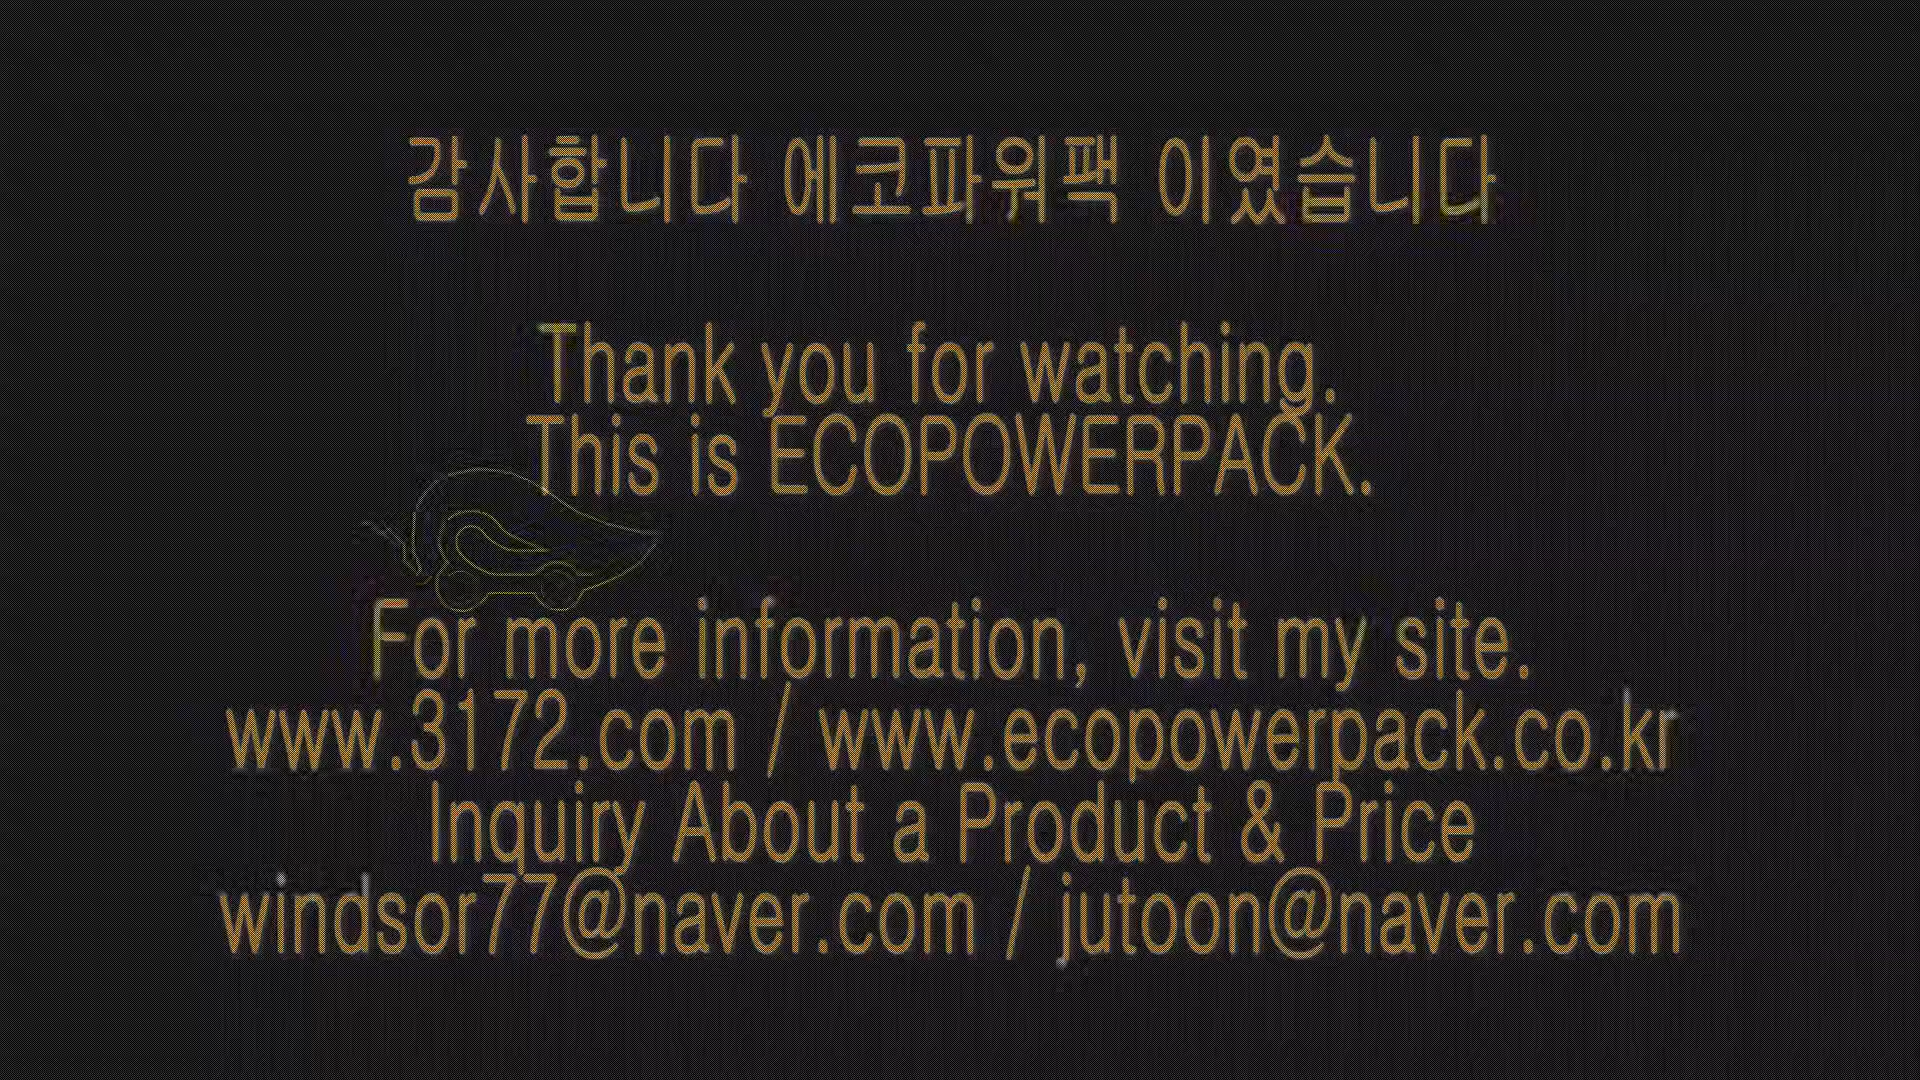 감사합니다 에코파워팩 이였습니다
Thank you for watching.
This is ECOPOWERPACK.
For more information, visit my site.
www.3172.com / www.ecopowerpack.co.kr
Inquiry About a Product & Price
windsor77@naver.com / jutoon@naver.com